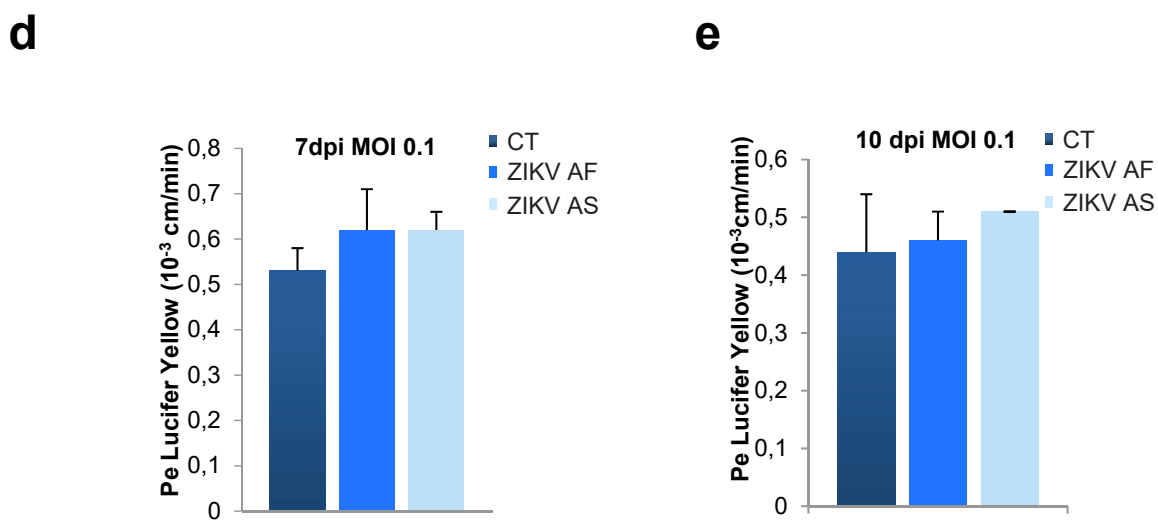 d
7dpi MOI 0.1
CT
ZIKV AF
ZIKV AS
Pe Lucifer Yellow (10⁻³ cm/min)
0,8
0,7
0,6
0,5
0,4
0,3
0,2
0,1
0
e
10 dpi MOI 0.1
CT
ZIKV AF
ZIKV AS
Pe Lucifer Yellow (10⁻³cm/min)
0,6
0,5
0,4
0,3
0,2
0,1
0